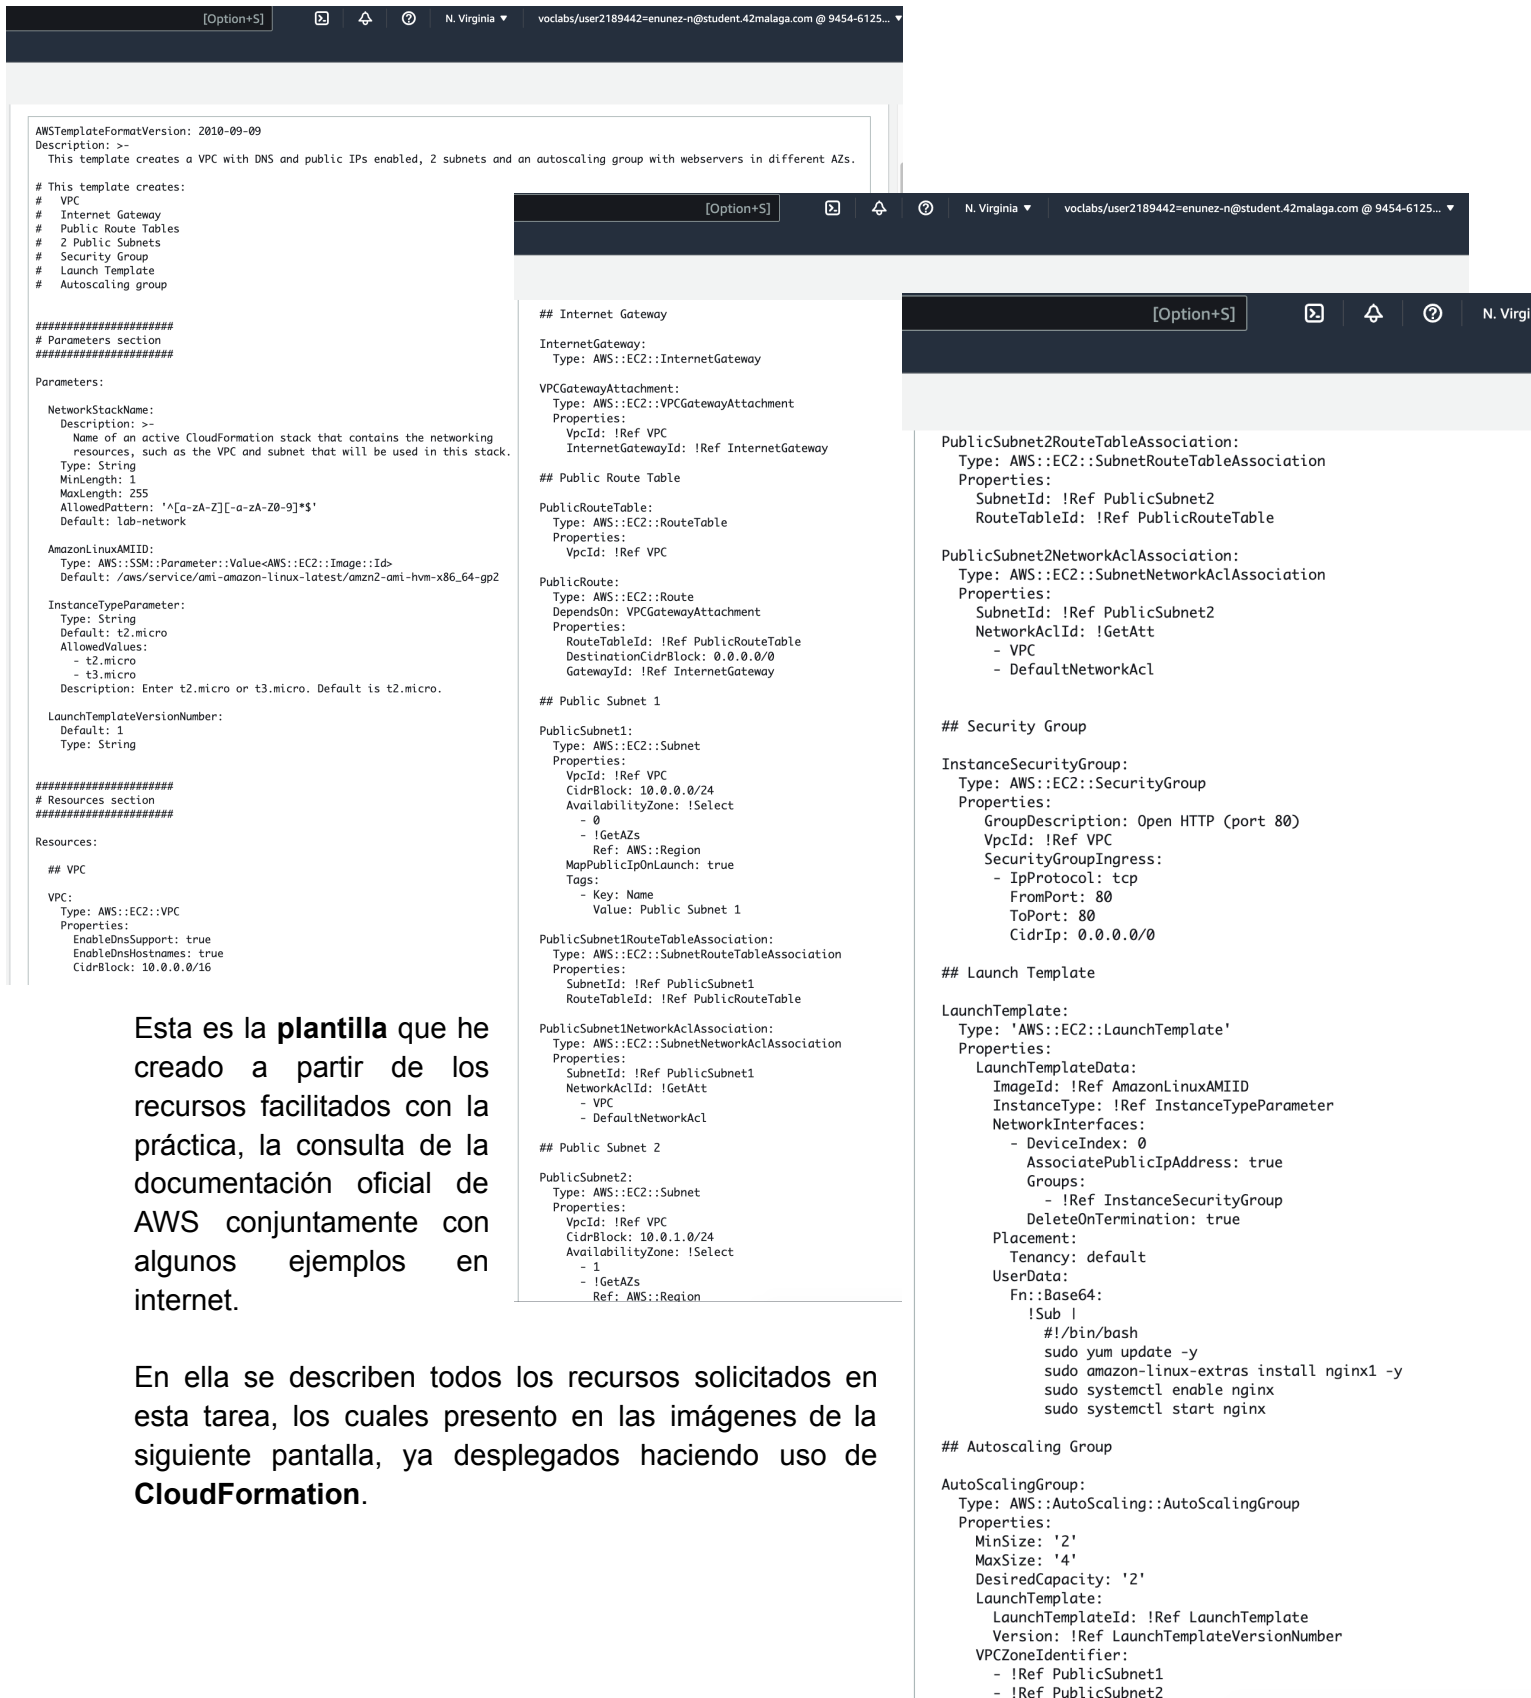 [Option+S]
N. Virginia ▼
voclabs/user2189442=enunez-n@student.42malaga.com @ 9454-6125... ▼
AWSTemplateFormatVersion: 2010-09-09
Description: >-
  This template creates a VPC with DNS and public IPs enabled, 2 subnets and an autoscaling group with webservers in different AZs.
# This template creates:
#   VPC
#   Internet Gateway
#   Public Route Tables
#   2 Public Subnets
#   Security Group
#   Launch Template
#   Autoscaling group
######################
# Parameters section
######################
Parameters:
  NetworkStackName:
    Description: >-
      Name of an active CloudFormation stack that contains the networking
      resources, such as the VPC and subnet that will be used in this stack.
    Type: String
    MinLength: 1
    MaxLength: 255
    AllowedPattern: '^[a-zA-Z][-a-zA-Z0-9]*$'
    Default: lab-network
  AmazonLinuxAMIID:
    Type: AWS::SSM::Parameter::Value<AWS::EC2::Image::Id>
    Default: /aws/service/ami-amazon-linux-latest/amzn2-ami-hvm-x86_64-gp2
  InstanceTypeParameter:
    Type: String
    Default: t2.micro
    AllowedValues:
      - t2.micro
      - t3.micro
    Description: Enter t2.micro or t3.micro. Default is t2.micro.
  LaunchTemplateVersionNumber:
    Default: 1
    Type: String
######################
# Resources section
######################
Resources:
  ## VPC
  VPC:
    Type: AWS::EC2::VPC
    Properties:
      EnableDnsSupport: true
      EnableDnsHostnames: true
      CidrBlock: 10.0.0.0/16
[Option+S]
N. Virginia ▼
voclabs/user2189442=enunez-n@student.42malaga.com @ 9454-6125... ▼
## Internet Gateway
InternetGateway:
  Type: AWS::EC2::InternetGateway
VPCGatewayAttachment:
  Type: AWS::EC2::VPCGatewayAttachment
  Properties:
    VpcId: !Ref VPC
    InternetGatewayId: !Ref InternetGateway
## Public Route Table
PublicRouteTable:
  Type: AWS::EC2::RouteTable
  Properties:
    VpcId: !Ref VPC
PublicRoute:
  Type: AWS::EC2::Route
  DependsOn: VPCGatewayAttachment
  Properties:
    RouteTableId: !Ref PublicRouteTable
    DestinationCidrBlock: 0.0.0.0/0
    GatewayId: !Ref InternetGateway
## Public Subnet 1
PublicSubnet1:
  Type: AWS::EC2::Subnet
  Properties:
    VpcId: !Ref VPC
    CidrBlock: 10.0.0.0/24
    AvailabilityZone: !Select
      - 0
      - !GetAZs
        Ref: AWS::Region
    MapPublicIpOnLaunch: true
    Tags:
      - Key: Name
        Value: Public Subnet 1
PublicSubnet1RouteTableAssociation:
  Type: AWS::EC2::SubnetRouteTableAssociation
  Properties:
    SubnetId: !Ref PublicSubnet1
    RouteTableId: !Ref PublicRouteTable
PublicSubnet1NetworkAclAssociation:
  Type: AWS::EC2::SubnetNetworkAclAssociation
  Properties:
    SubnetId: !Ref PublicSubnet1
    NetworkAclId: !GetAtt
      - VPC
      - DefaultNetworkAcl
## Public Subnet 2
PublicSubnet2:
  Type: AWS::EC2::Subnet
  Properties:
    VpcId: !Ref VPC
    CidrBlock: 10.0.1.0/24
    AvailabilityZone: !Select
      - 1
      - !GetAZs
        Ref: AWS::Region
[Option+S]
N. Virgi
PublicSubnet2RouteTableAssociation:
  Type: AWS::EC2::SubnetRouteTableAssociation
  Properties:
    SubnetId: !Ref PublicSubnet2
    RouteTableId: !Ref PublicRouteTable
PublicSubnet2NetworkAclAssociation:
  Type: AWS::EC2::SubnetNetworkAclAssociation
  Properties:
    SubnetId: !Ref PublicSubnet2
    NetworkAclId: !GetAtt
      - VPC
      - DefaultNetworkAcl
## Security Group
InstanceSecurityGroup:
  Type: AWS::EC2::SecurityGroup
  Properties:
     GroupDescription: Open HTTP (port 80)
     VpcId: !Ref VPC
     SecurityGroupIngress:
      - IpProtocol: tcp
        FromPort: 80
        ToPort: 80
        CidrIp: 0.0.0.0/0
## Launch Template
LaunchTemplate:
  Type: 'AWS::EC2::LaunchTemplate'
  Properties:
    LaunchTemplateData:
      ImageId: !Ref AmazonLinuxAMIID
      InstanceType: !Ref InstanceTypeParameter
      NetworkInterfaces:
        - DeviceIndex: 0
          AssociatePublicIpAddress: true
          Groups:
            - !Ref InstanceSecurityGroup
          DeleteOnTermination: true
      Placement:
        Tenancy: default
      UserData:
        Fn::Base64:
          !Sub |
            #!/bin/bash
            sudo yum update -y
            sudo amazon-linux-extras install nginx1 -y
            sudo systemctl enable nginx
            sudo systemctl start nginx
## Autoscaling Group
AutoScalingGroup:
  Type: AWS::AutoScaling::AutoScalingGroup
  Properties:
    MinSize: '2'
    MaxSize: '4'
    DesiredCapacity: '2'
    LaunchTemplate:
      LaunchTemplateId: !Ref LaunchTemplate
      Version: !Ref LaunchTemplateVersionNumber
    VPCZoneIdentifier:
      - !Ref PublicSubnet1
      - !Ref PublicSubnet2
Esta es la plantilla que he
creado a partir de los
recursos facilitados con la
práctica, la consulta de la
documentación oficial de
AWS conjuntamente con
algunos ejemplos en
internet.
En ella se describen todos los recursos solicitados en
esta tarea, los cuales presento en las imágenes de la
siguiente pantalla, ya desplegados haciendo uso de
CloudFormation.